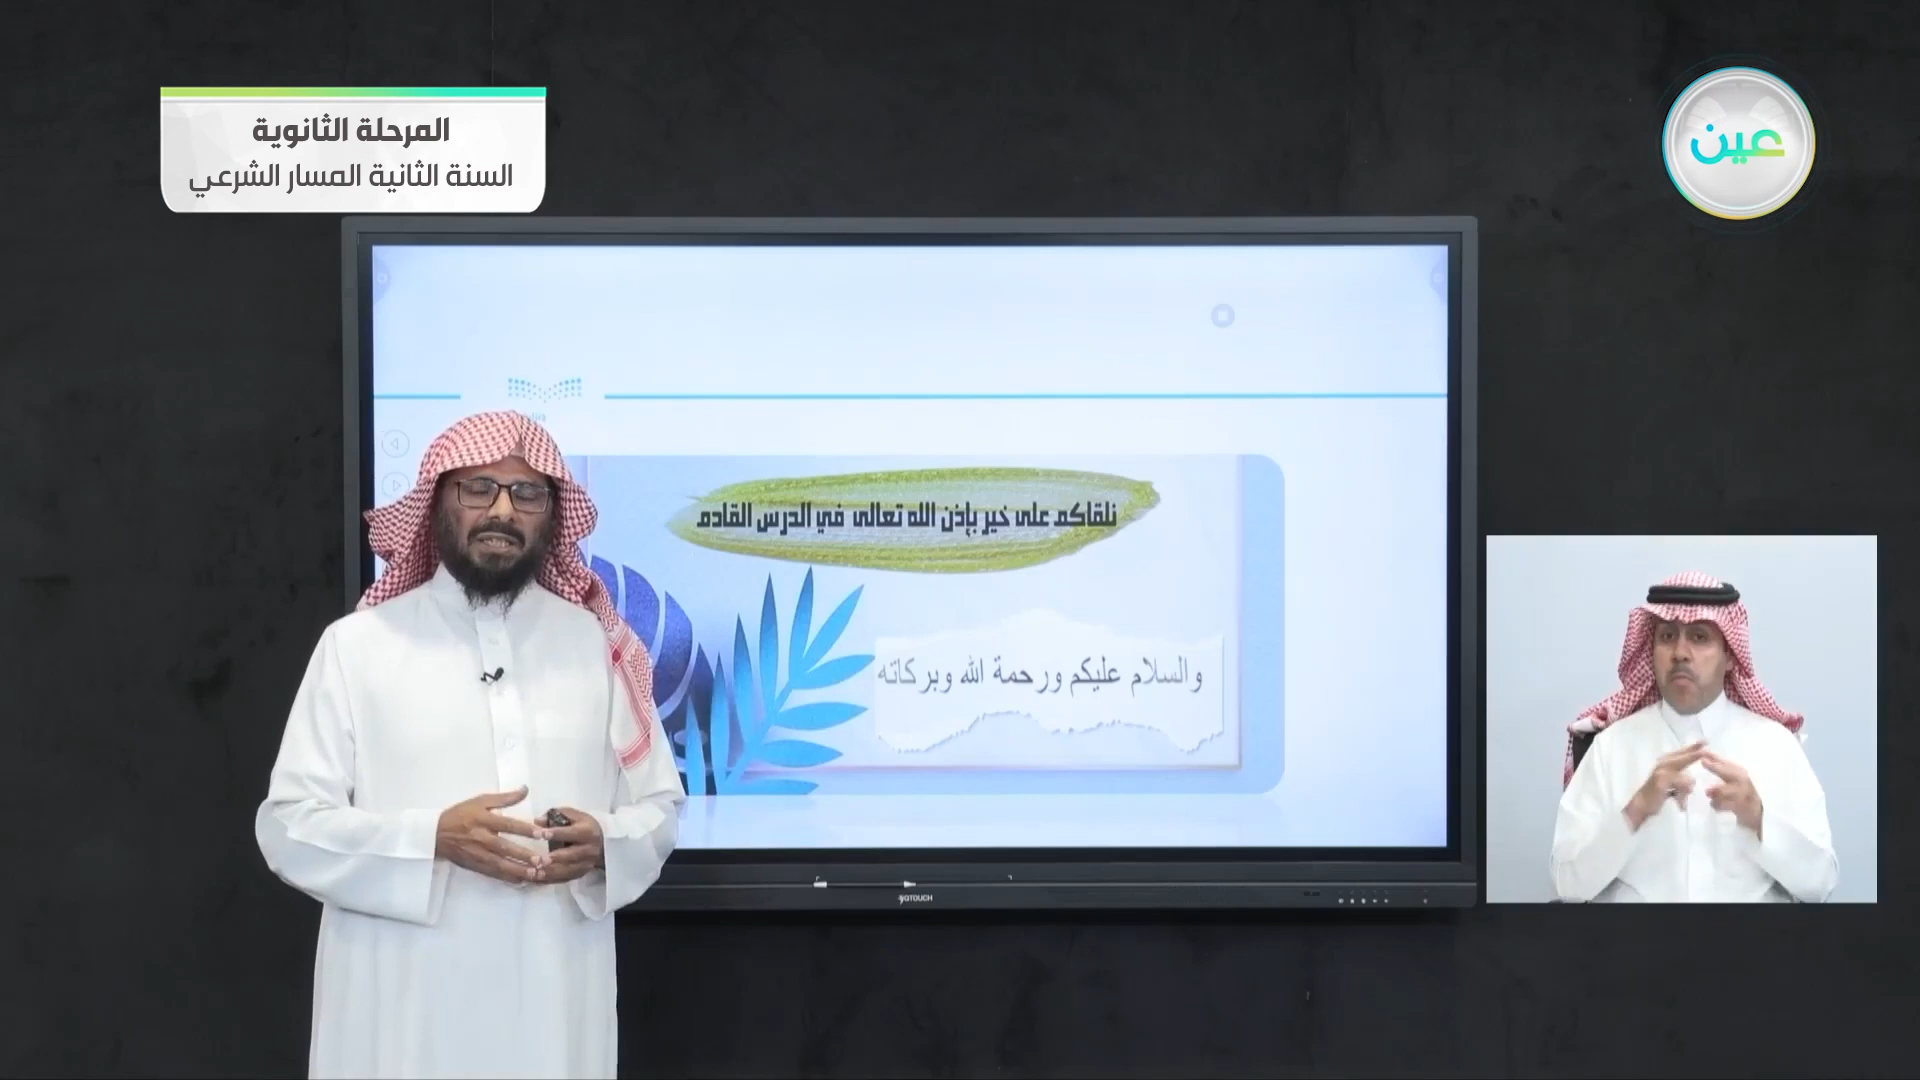 المرحلة الثانوية
السنة الثانية المسار الشرعي
عين
نلقاكم على خير بإذن الله تعالى في الدرس القادم
والسلام عليكم ورحمة الله وبركاته